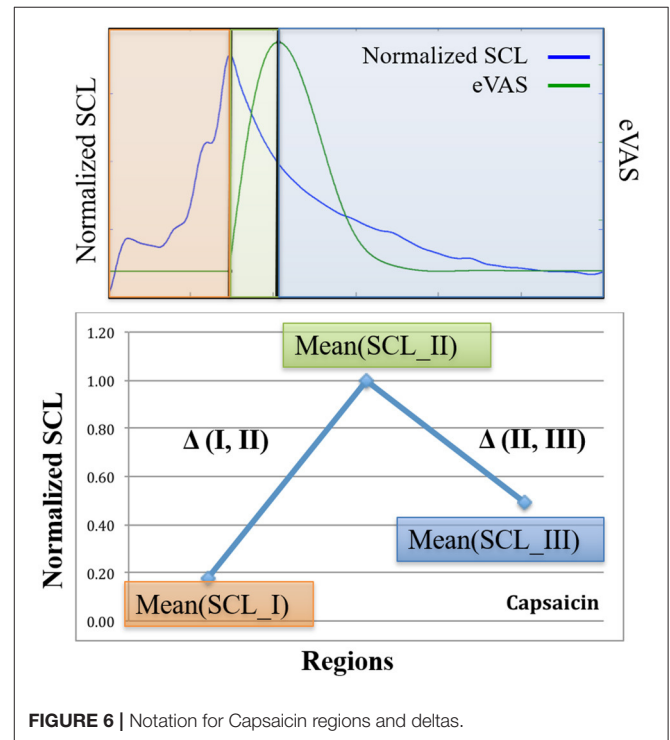 Normalized SCL
eVAS
Normalized SCL
eVAS
1.20
1.00
0.80
0.60
0.40
0.20
0.00
Normalized SCL
Mean(SCL_II)
Δ (I, II)
Δ (II, III)
Mean(SCL_III)
Mean(SCL_I)
Capsaicin
Regions
FIGURE 6 | Notation for Capsaicin regions and deltas.